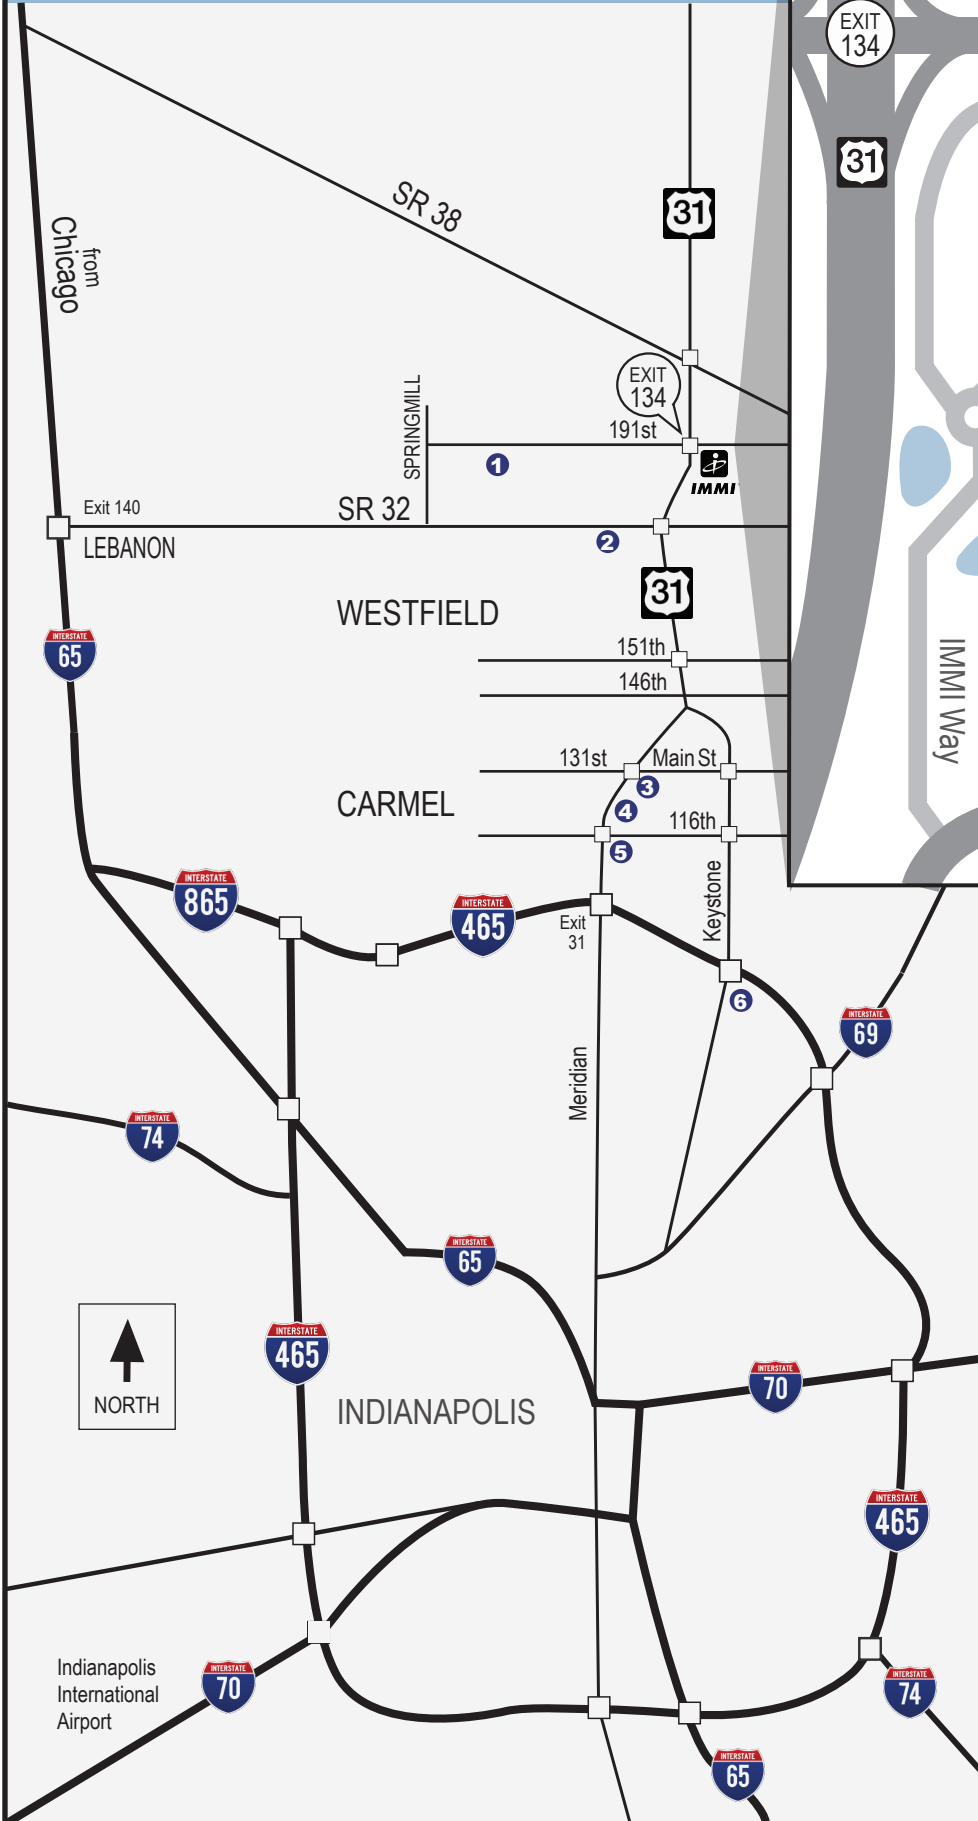 EXIT
134
31
31
SR 38
from
Chicago
EXIT
134
SPRINGMILL
191st
1
IMMI
Exit 140
SR 32
LEBANON
2
31
WESTFIELD
INTERSTATE
65
151th
146th
IMMI Way
131st
Main St
3
CARMEL
4
116th
5
INTERSTATE
865
INTERSTATE
465
Exit
31
Keystone
6
INTERSTATE
69
Meridian
INTERSTATE
74
INTERSTATE
65
NORTH
INTERSTATE
465
INTERSTATE
70
INDIANAPOLIS
INTERSTATE
465
Indianapolis
International
Airport
INTERSTATE
70
INTERSTATE
74
INTERSTATE
65